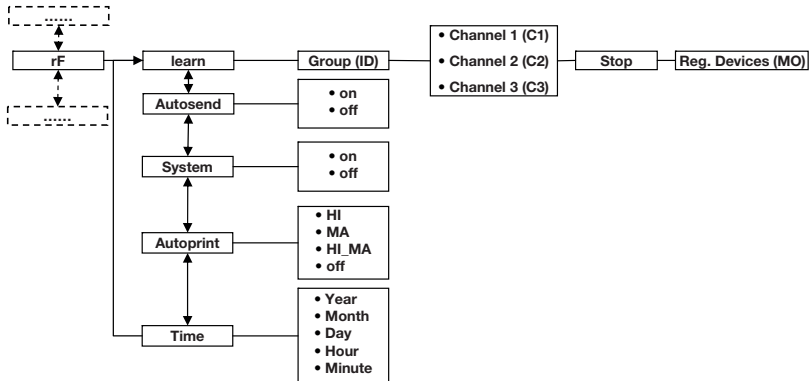 ......
rF
......
learn
Group (ID)
• Channel 1 (C1)
• Channel 2 (C2)
• Channel 3 (C3)
Stop
Reg. Devices (MO)
Autosend
• on
• off
System
• on
• off
Autoprint
• HI
• MA
• HI_MA
• off
Time
• Year
• Month
• Day
• Hour
• Minute